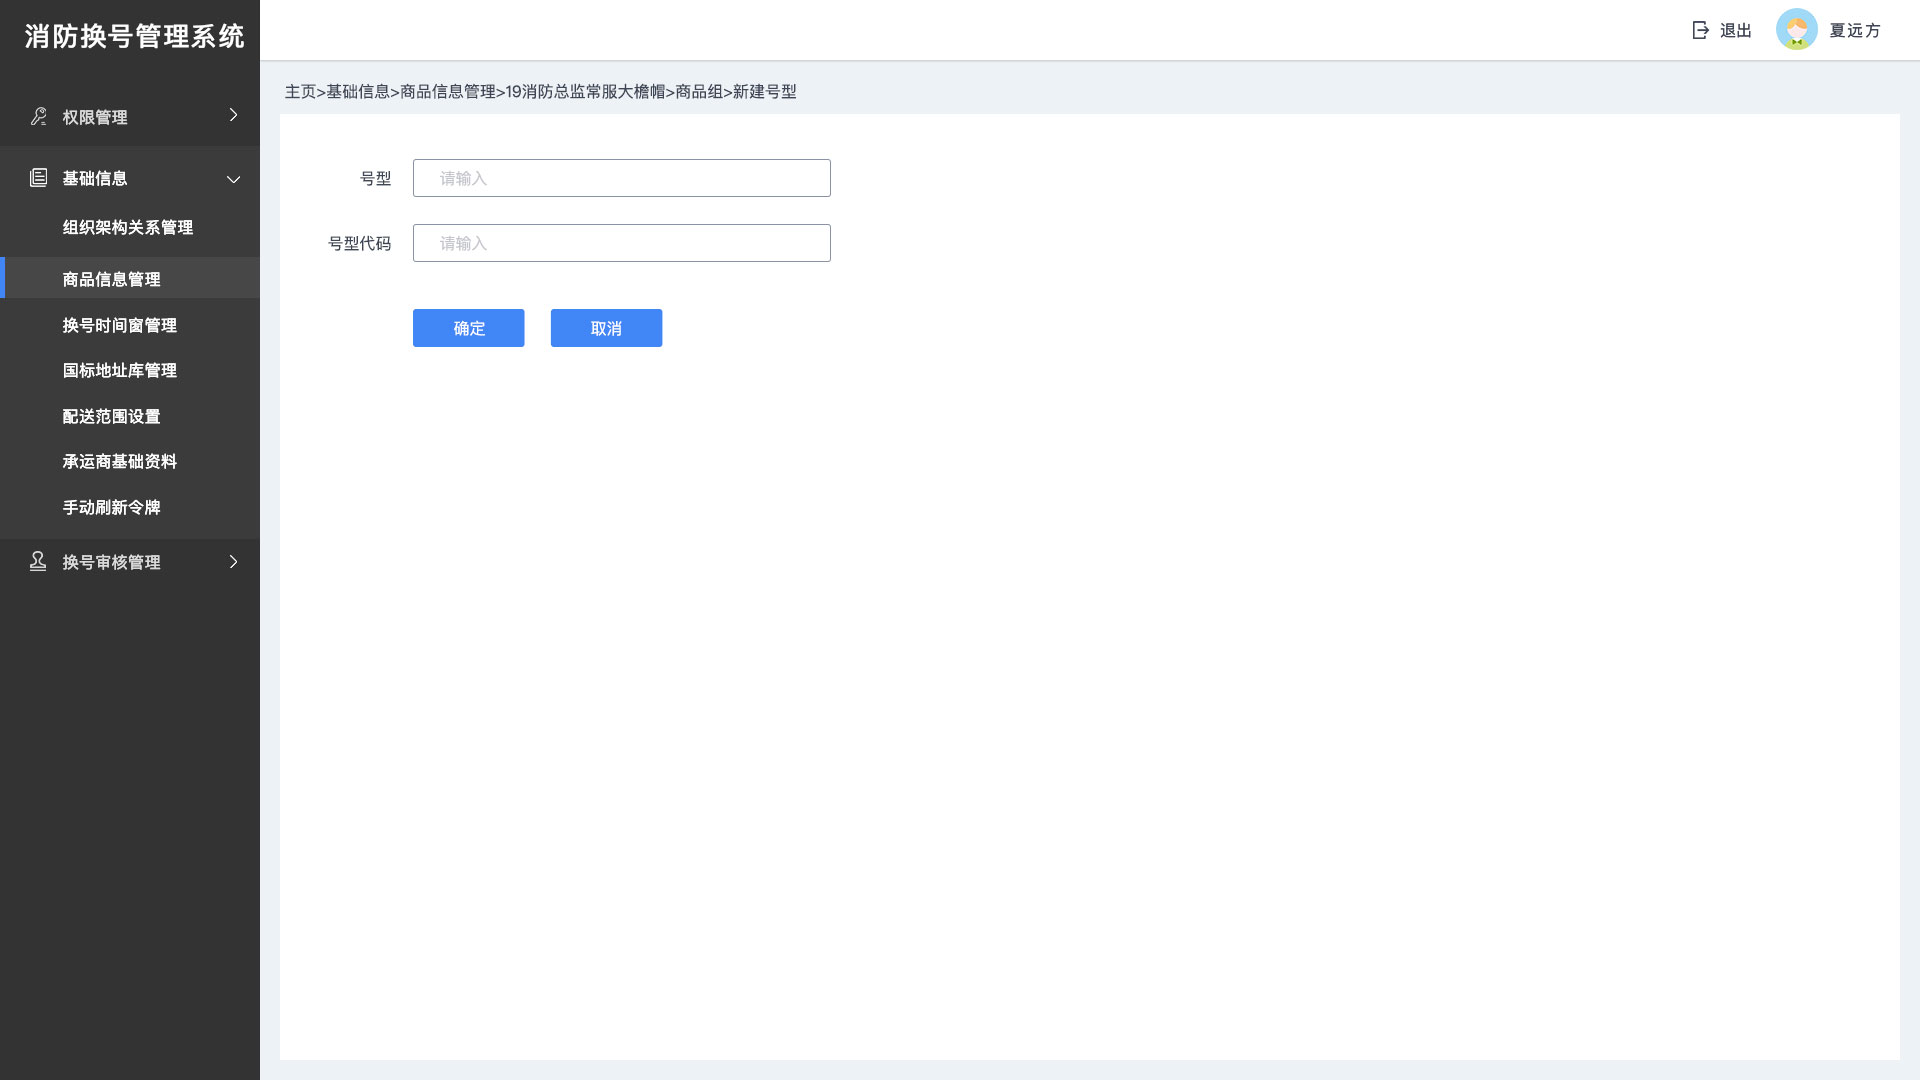 消防换号管理系统
退出
夏远方
权限管理
基础信息
组织架构关系管理
商品信息管理
换号时间窗管理
国标地址库管理
配送范围设置
承运商基础资料
手动刷新令牌
换号审核管理
主页>基础信息>商品信息管理>19消防总监常服大檐帽>商品组>新建号型
号型 请输入
号型代码 请输入
确定 取消